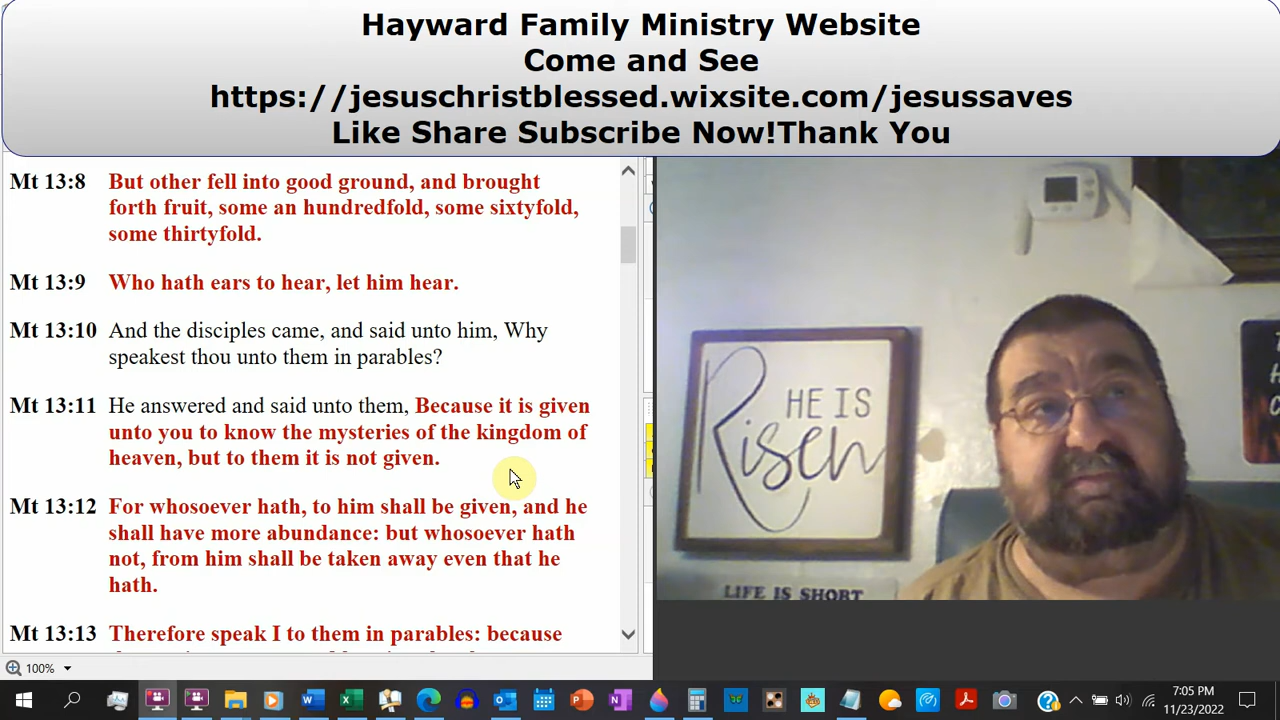 Hayward Family Ministry Website
Come and See
https://jesuschristblessed.wixsite.com/jesussaves
Like Share Subscribe Now!Thank You
Mt 13:8 But other fell into good ground, and brought
forth fruit, some an hundredfold, some sixtyfold,
some thirtyfold.
Mt 13:9 Who hath ears to hear, let him hear.
Mt 13:10 And the disciples came, and said unto him, Why
speakest thou unto them in parables?
Mt 13:11 He answered and said unto them, Because it is given
unto you to know the mysteries of the kingdom of
heaven, but to them it is not given.
Mt 13:12 For whosoever hath, to him shall be given, and he
shall have more abundance: but whosoever hath
not, from him shall be taken away even that he
hath.
Mt 13:13 Therefore speak I to them in parables: because
HE IS
Risen
LIFE IS SHORT
100%
7:05 PM
11/23/2022